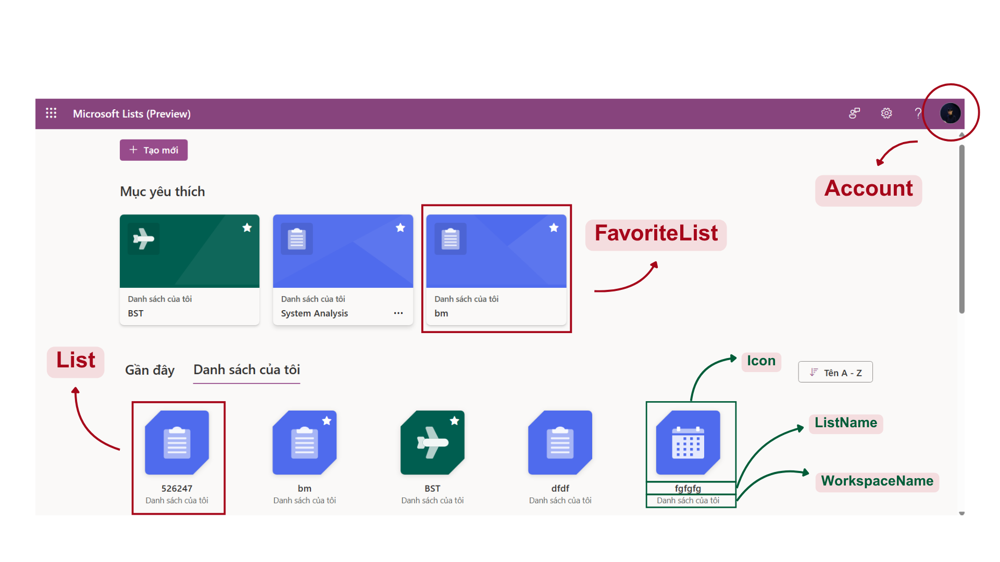 Microsoft Lists (Preview)
Tạo mới
Account
Mục yêu thích
FavoriteList
Danh sách của tôi
BST
Danh sách của tôi
System Analysis
Danh sách của tôi
bm
List
Gần đây
Danh sách của tôi
Icon
Tên A - Z
ListName
WorkspaceName
526247
Danh sách của tôi
bm
Danh sách của tôi
BST
Danh sách của tôi
dfdf
Danh sách của tôi
fgfgfg
Danh sách của tôi